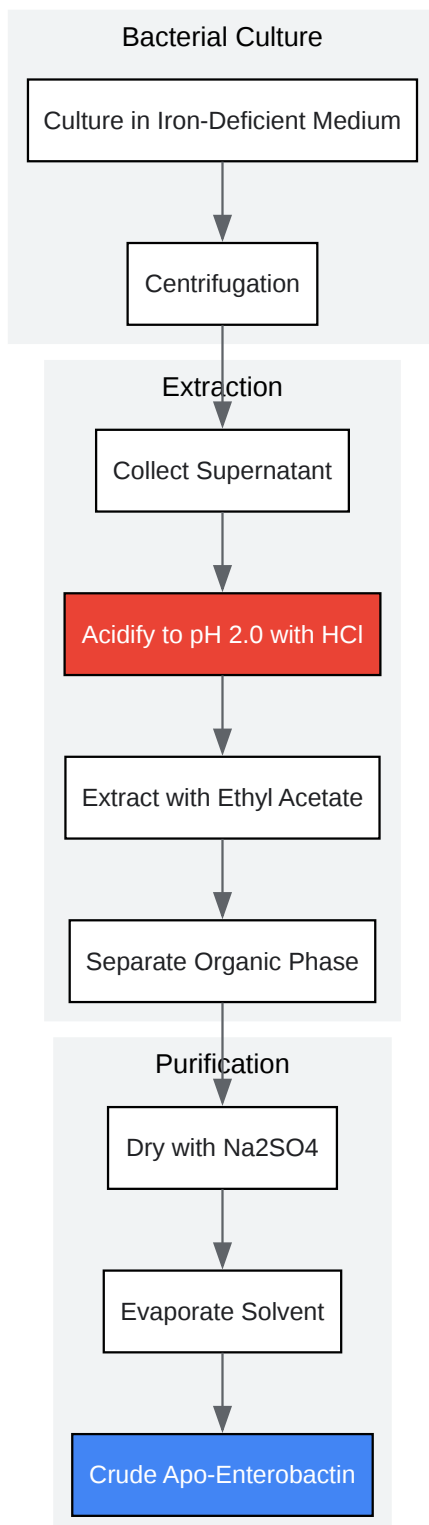 Bacterial Culture
Culture in Iron-Deficient Medium
Centrifugation
Extraction
Collect Supernatant
Acidify to pH 2.0 with HCl
Extract with Ethyl Acetate
Separate Organic Phase
Purification
Dry with Na2SO4
Evaporate Solvent
Crude Apo-Enterobactin